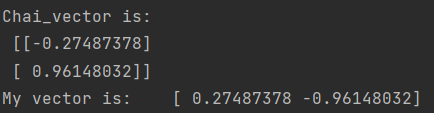 Chai_vector is:
[[-0.27487378]
[ 0.96148032]]
My vector is:    [ 0.27487378 -0.96148032]